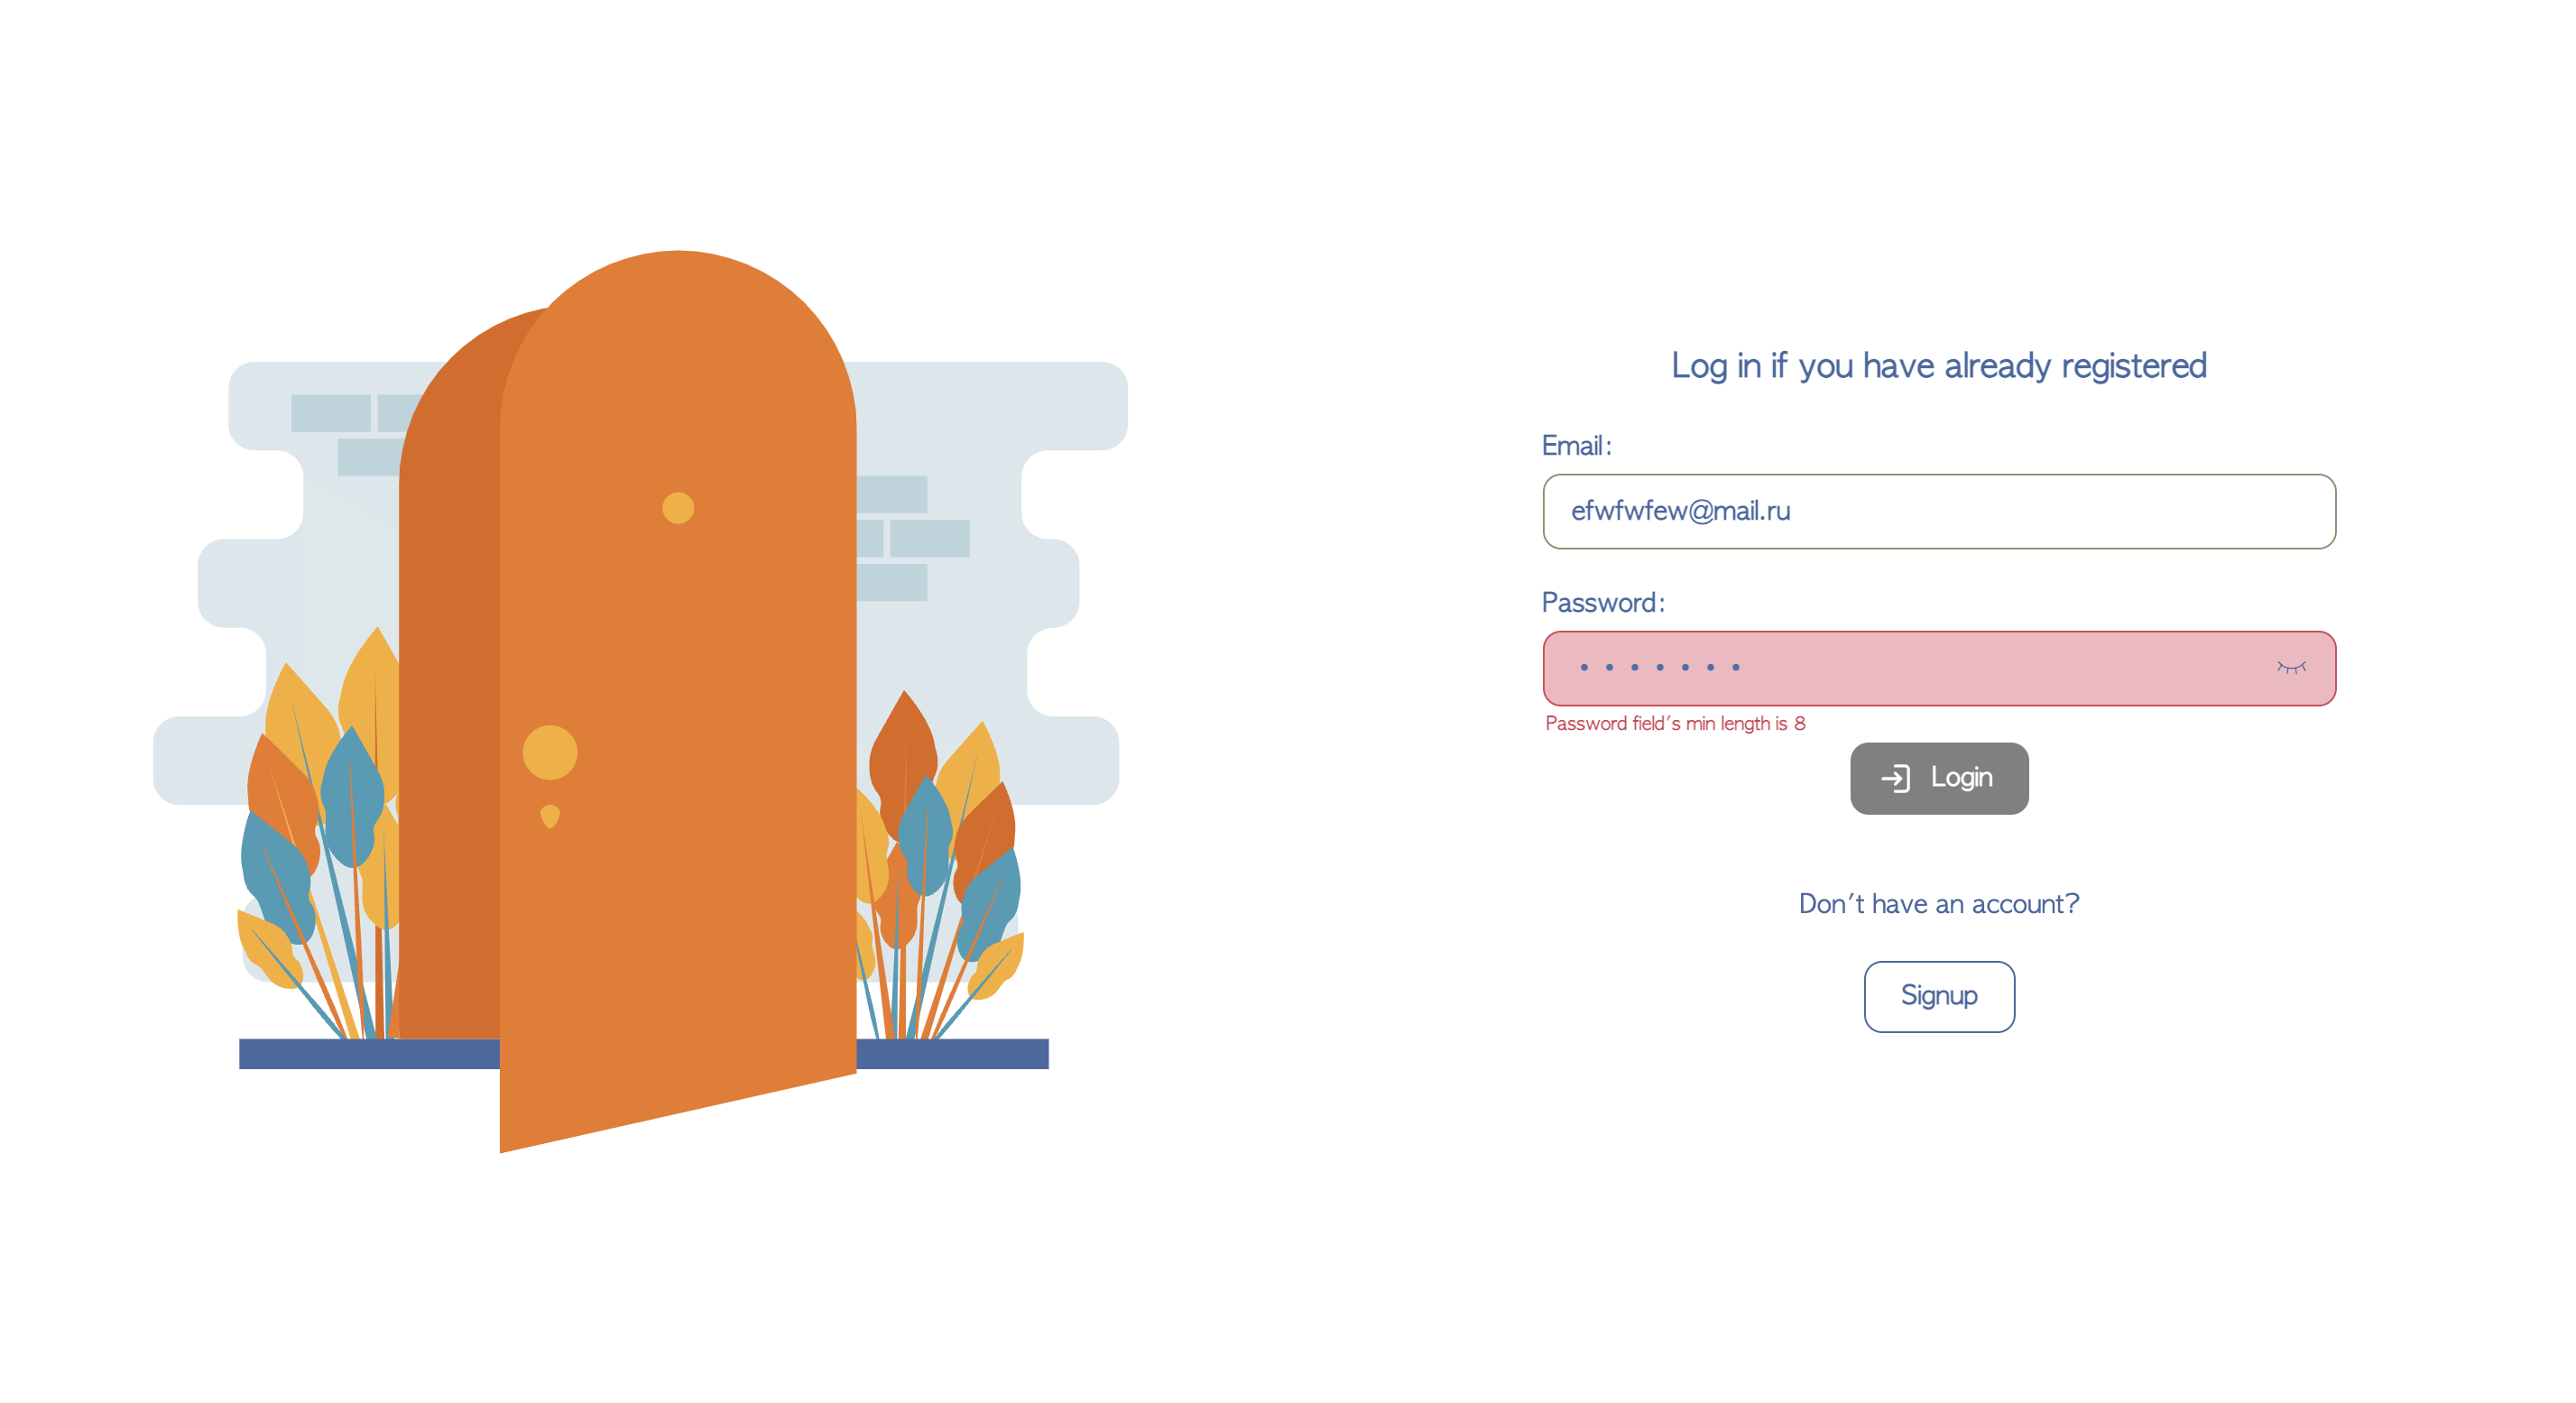 Log in if you have already registered
Email:
efwfwfew@mail.ru
Password:
•••••••
Password field's min length is 8
Login
Don't have an account?
Signup